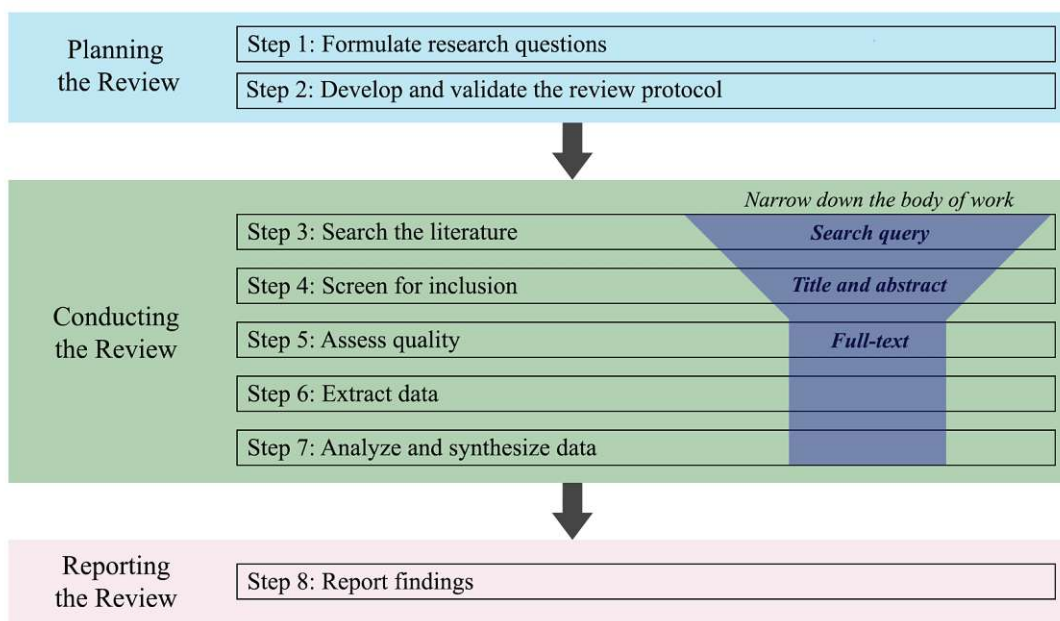 Planning
the Review
Step 1: Formulate research questions
Step 2: Develop and validate the review protocol
Conducting
the Review
Narrow down the body of work
Step 3: Search the literature
Search query
Step 4: Screen for inclusion
Title and abstract
Step 5: Assess quality
Full-text
Step 6: Extract data
Step 7: Analyze and synthesize data
Reporting
the Review
Step 8: Report findings